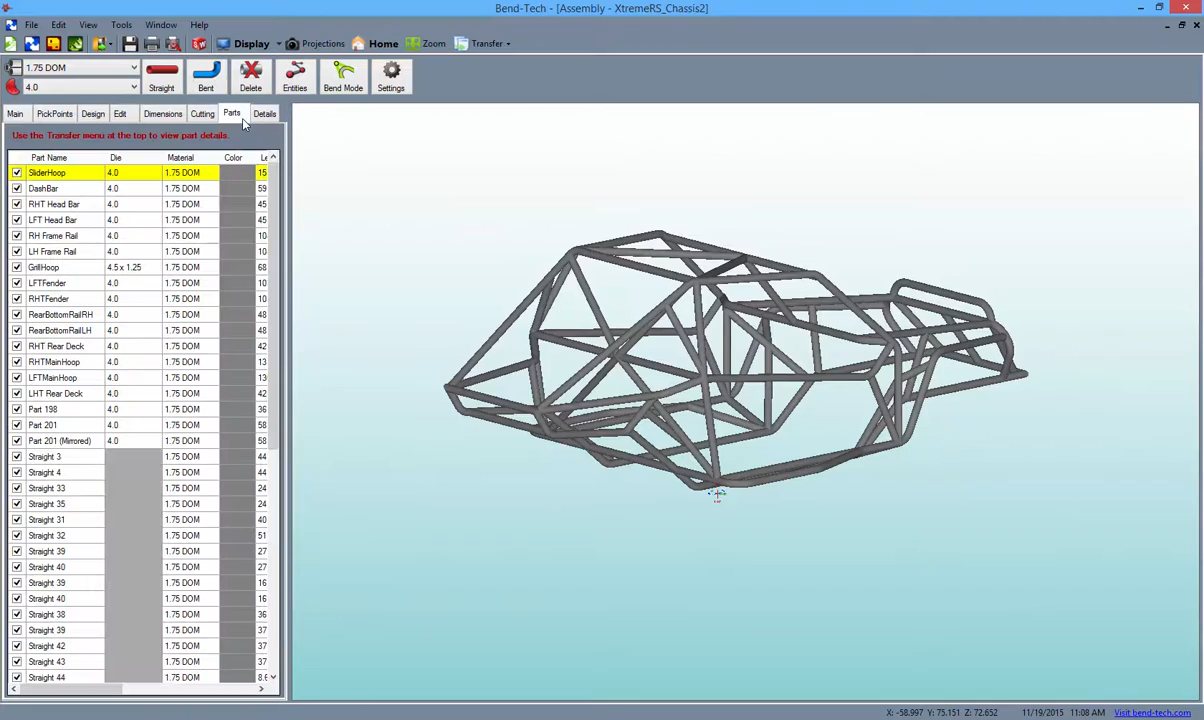 Bend-Tech - [Assembly - XtremeRS_Chassis2]
File Edit View Tools Window Help
Display Projections Home Zoom Transfer
1.75 DOM
4.0
Straight Bent Delete Entities Bend Mode Settings
Main PickPoints Design Edit Dimensions Cutting Parts Details
Use the Transfer menu at the top to view part details.
Part Name Die Material Color Le
SliderHoop 4.0 1.75 DOM 15
DashBar 4.0 1.75 DOM 59
RHT Head Bar 4.0 1.75 DOM 45
LFT Head Bar 4.0 1.75 DOM 45
RH Frame Rail 4.0 1.75 DOM 10
LH Frame Rail 4.0 1.75 DOM 10
GrillHoop 4.5 x 1.25 1.75 DOM 68
LFTFender 4.0 1.75 DOM 10
RHTFender 4.0 1.75 DOM 10
RearBottomRailRH 4.0 1.75 DOM 48
RearBottomRailLH 4.0 1.75 DOM 48
RHT Rear Deck 4.0 1.75 DOM 42
RHTMainHoop 4.0 1.75 DOM 13
LFTMainHoop 4.0 1.75 DOM 13
LHT Rear Deck 4.0 1.75 DOM 42
Part 198 4.0 1.75 DOM 36
Part 201 4.0 1.75 DOM 58
Part 201 (Mirrored) 4.0 1.75 DOM 58
Straight 3 1.75 DOM 44
Straight 4 1.75 DOM 44
Straight 33 1.75 DOM 24
Straight 35 1.75 DOM 24
Straight 31 1.75 DOM 40
Straight 32 1.75 DOM 51
Straight 39 1.75 DOM 27
Straight 40 1.75 DOM 27
Straight 39 1.75 DOM 16
Straight 40 1.75 DOM 16
Straight 38 1.75 DOM 36
Straight 39 1.75 DOM 37
Straight 42 1.75 DOM 37
Straight 43 1.75 DOM 37
Straight 44 1.75 DOM 8.6
X: -58.997 Y: 75.151 Z: 72.652 11/19/2015 11:08 AM Visit bend-tech.com